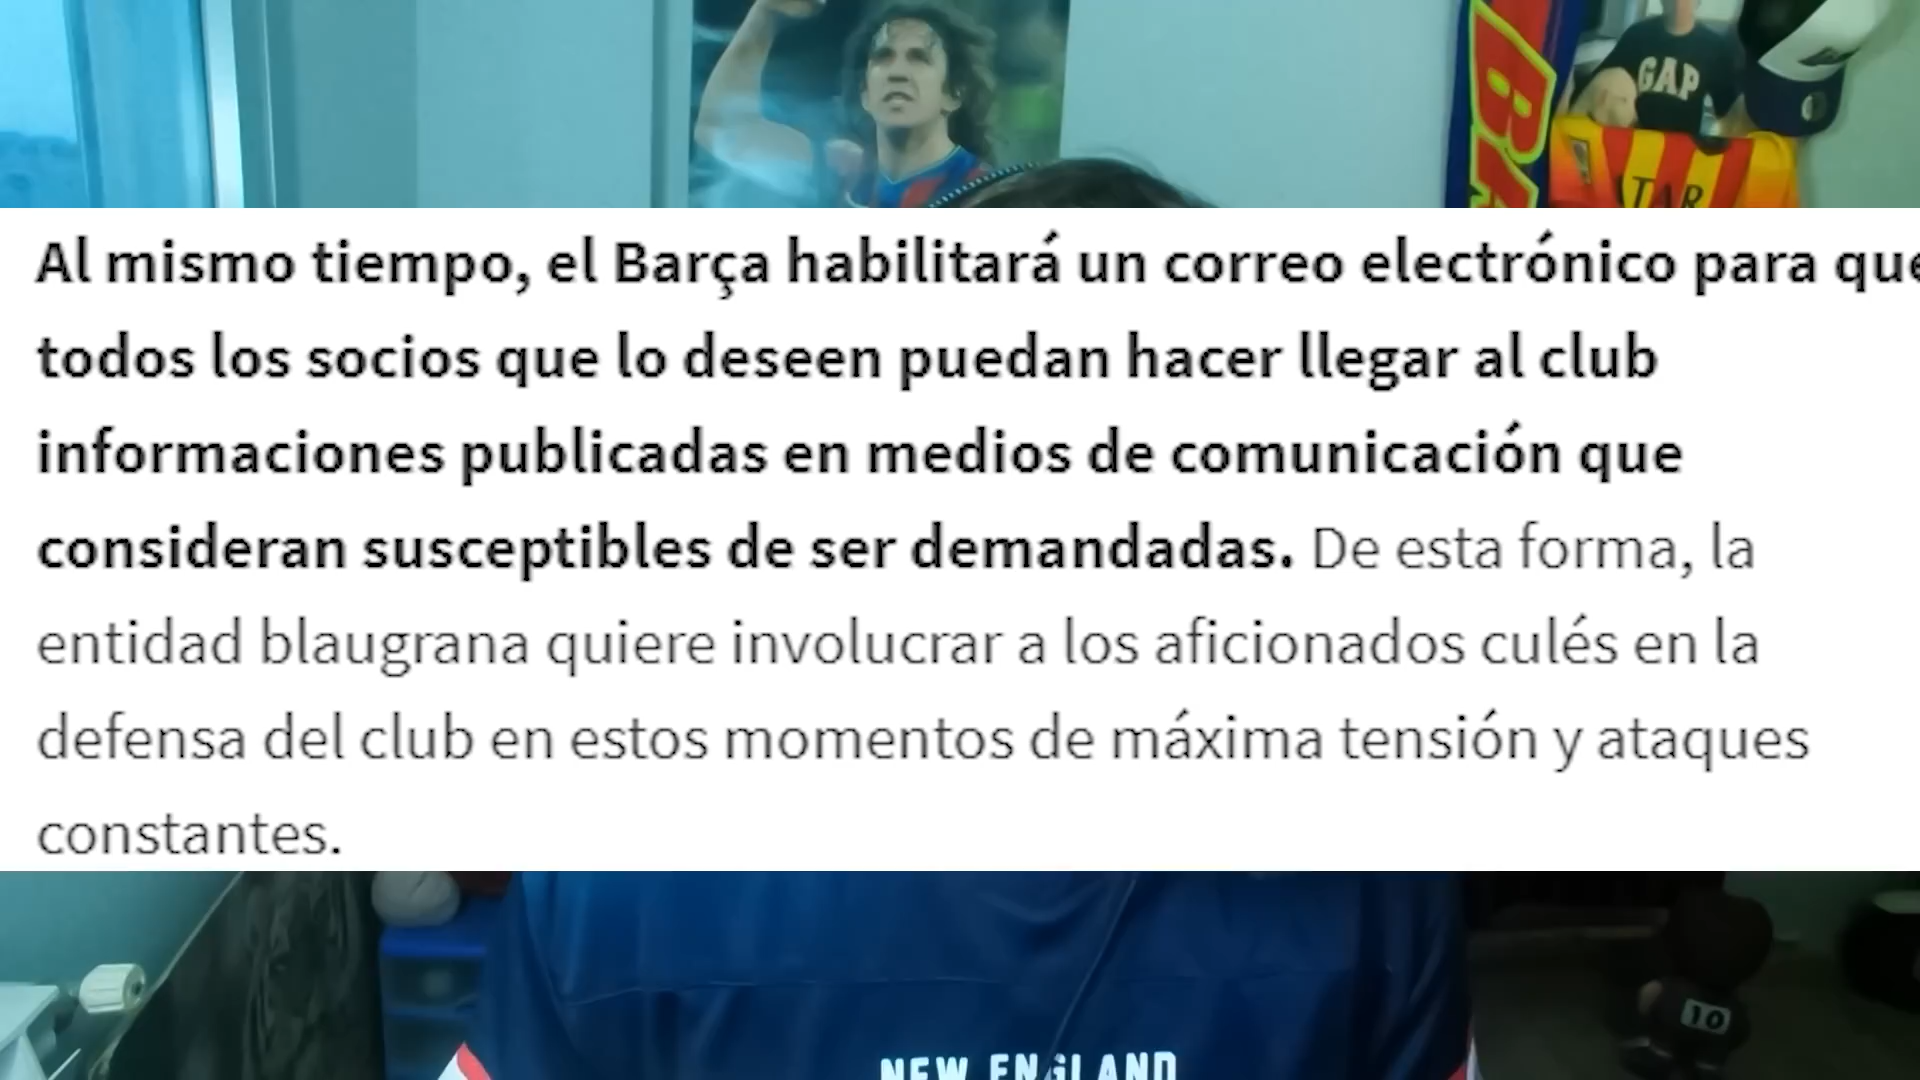 GAP
BA
TAR
Al mismo tiempo, el Barça habilitará un correo electrónico para que
todos los socios que lo deseen puedan hacer llegar al club
informaciones publicadas en medios de comunicación que
consideran susceptibles de ser demandadas. De esta forma, la
entidad blaugrana quiere involucrar a los aficionados culés en la
defensa del club en estos momentos de máxima tensión y ataques
constantes.
10
NEW ENGLAND